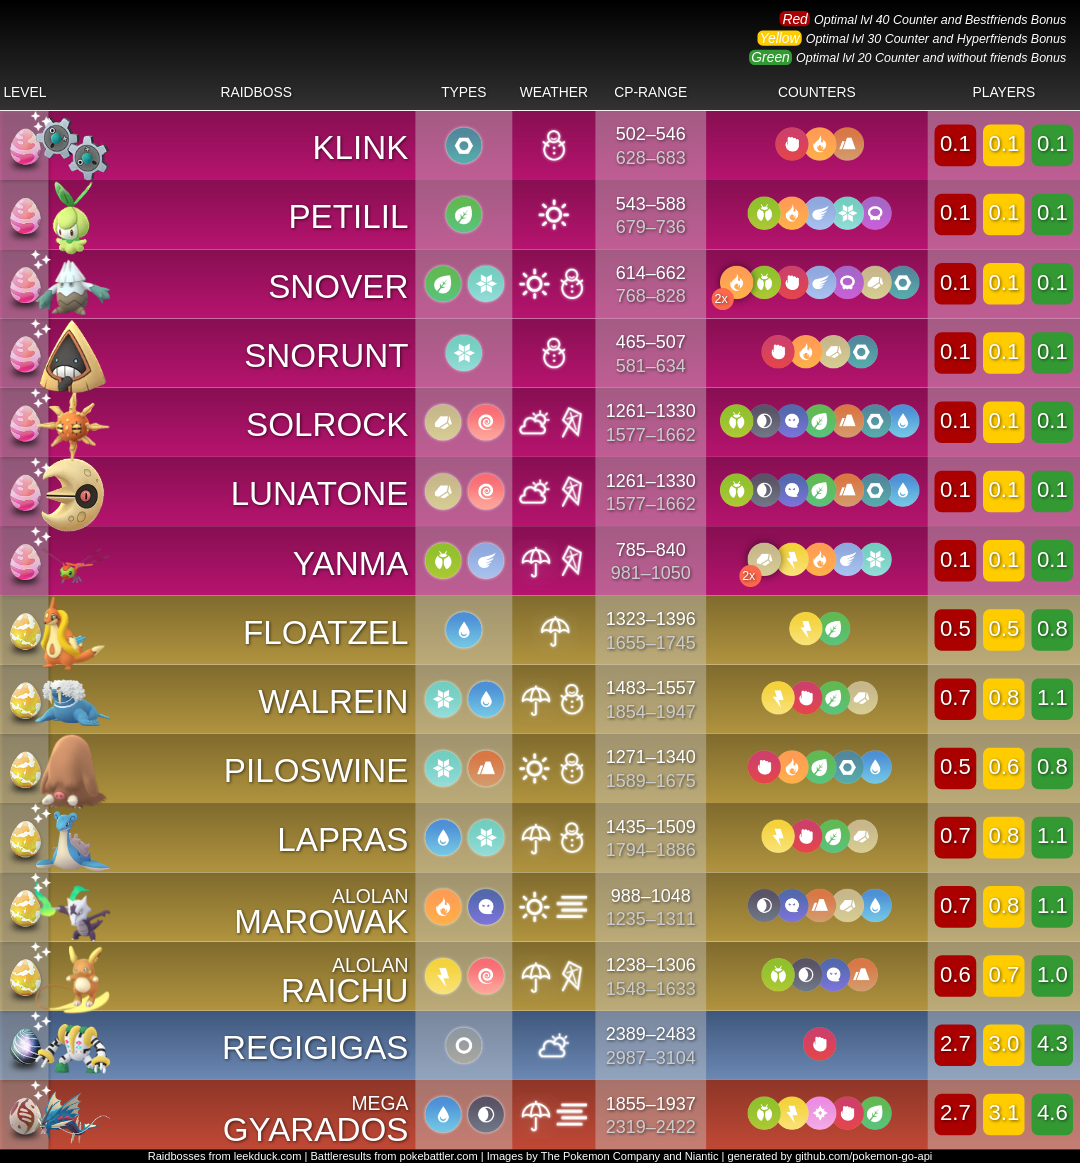 Red Optimal lvl 40 Counter and Bestfriends Bonus
Yellow Optimal lvl 30 Counter and Hyperfriends Bonus
Green Optimal lvl 20 Counter and without friends Bonus
LEVEL RAIDBOSS TYPES WEATHER CP-RANGE COUNTERS PLAYERS
KLINK 502–546 0.1 0.1 0.1
628–683
PETILIL 543–588 0.1 0.1 0.1
679–736
SNOVER 614–662 0.1 0.1 0.1
768–828
2x
SNORUNT 465–507 0.1 0.1 0.1
581–634
SOLROCK 1261–1330 0.1 0.1 0.1
1577–1662
LUNATONE 1261–1330 0.1 0.1 0.1
1577–1662
YANMA 785–840 0.1 0.1 0.1
981–1050
2x
FLOATZEL 1323–1396 0.5 0.5 0.8
1655–1745
WALREIN 1483–1557 0.7 0.8 1.1
1854–1947
PILOSWINE 1271–1340 0.5 0.6 0.8
1589–1675
LAPRAS 1435–1509 0.7 0.8 1.1
1794–1886
ALOLAN 988–1048 0.7 0.8 1.1
MAROWAK 1235–1311
ALOLAN 1238–1306 0.6 0.7 1.0
RAICHU 1548–1633
REGIGIGAS 2389–2483 2.7 3.0 4.3
2987–3104
MEGA 1855–1937 2.7 3.1 4.6
GYARADOS 2319–2422
Raidbosses from leekduck.com | Battleresults from pokebattler.com | Images by The Pokemon Company and Niantic | generated by github.com/pokemon-go-api